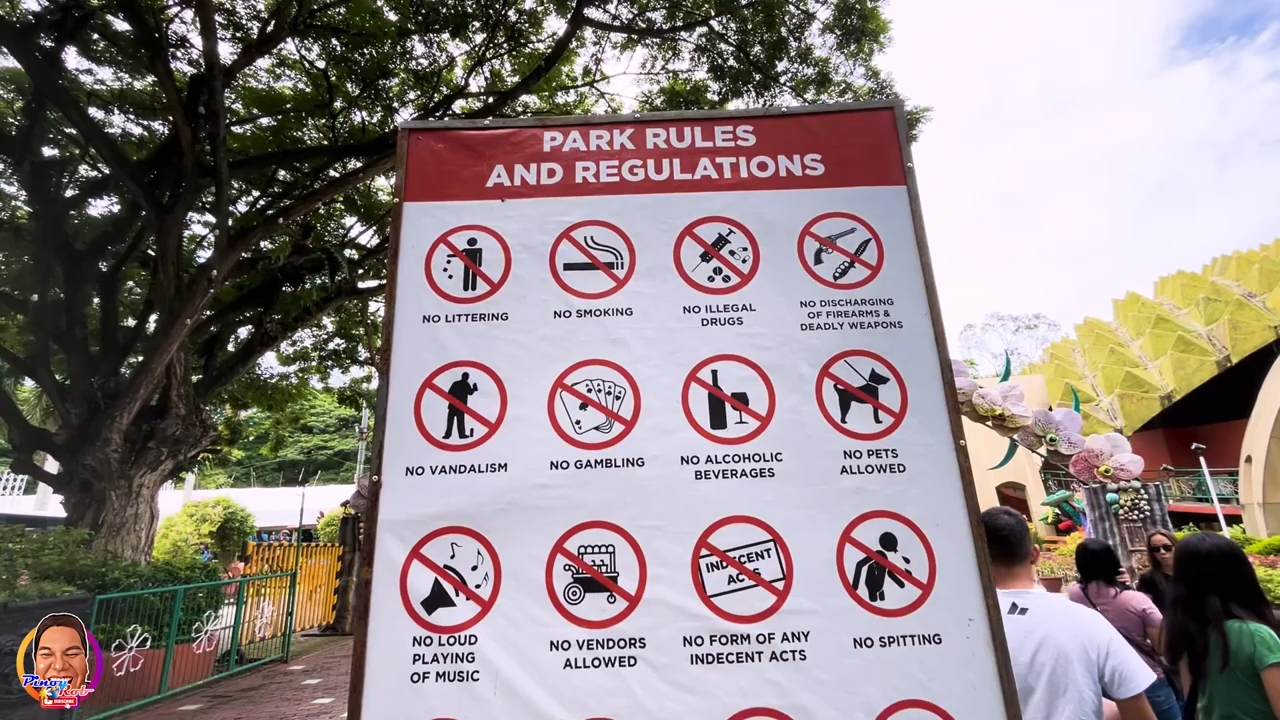 PARK RULES
AND REGULATIONS
NO LITTERING
NO SMOKING
NO ILLEGAL
DRUGS
NO DISCHARGING
OF FIREARMS &
DEADLY WEAPONS
NO VANDALISM
NO GAMBLING
NO ALCOHOLIC
BEVERAGES
NO PETS
ALLOWED
NO LOUD
PLAYING
OF MUSIC
NO VENDORS
ALLOWED
INDECENT
ACTS
NO FORM OF ANY
INDECENT ACTS
NO SPITTING
Pinoy
Rob
SUBSCRIBE